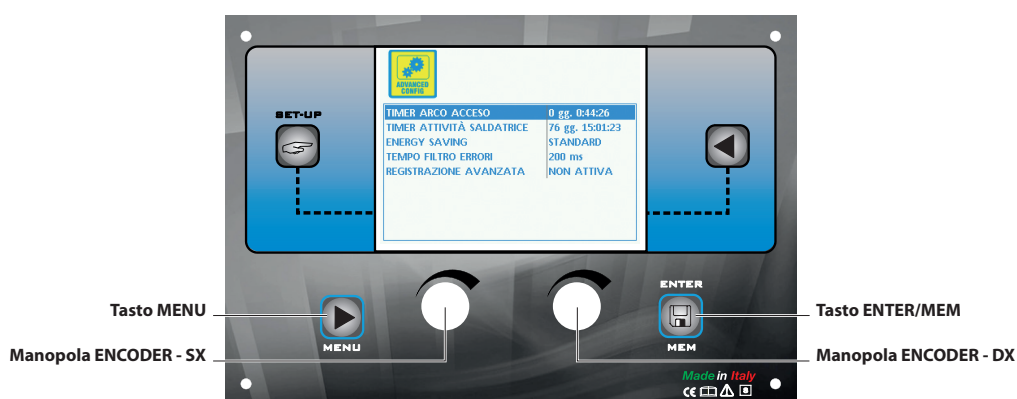 ADVANCED
CONFIG
TIMER ARCO ACCESO 0 gg. 0:44:26
TIMER ATTIVITÀ SALDATRICE 76 gg. 15:01:23
ENERGY SAVING STANDARD
TEMPO FILTRO ERRORI 200 ms
REGISTRAZIONE AVANZATA NON ATTIVA
SET-UP
ENTER
Tasto MENU
Tasto ENTER/MEM
MENU
MEM
Manopola ENCODER - SX
Manopola ENCODER - DX
Made in Italy
CE